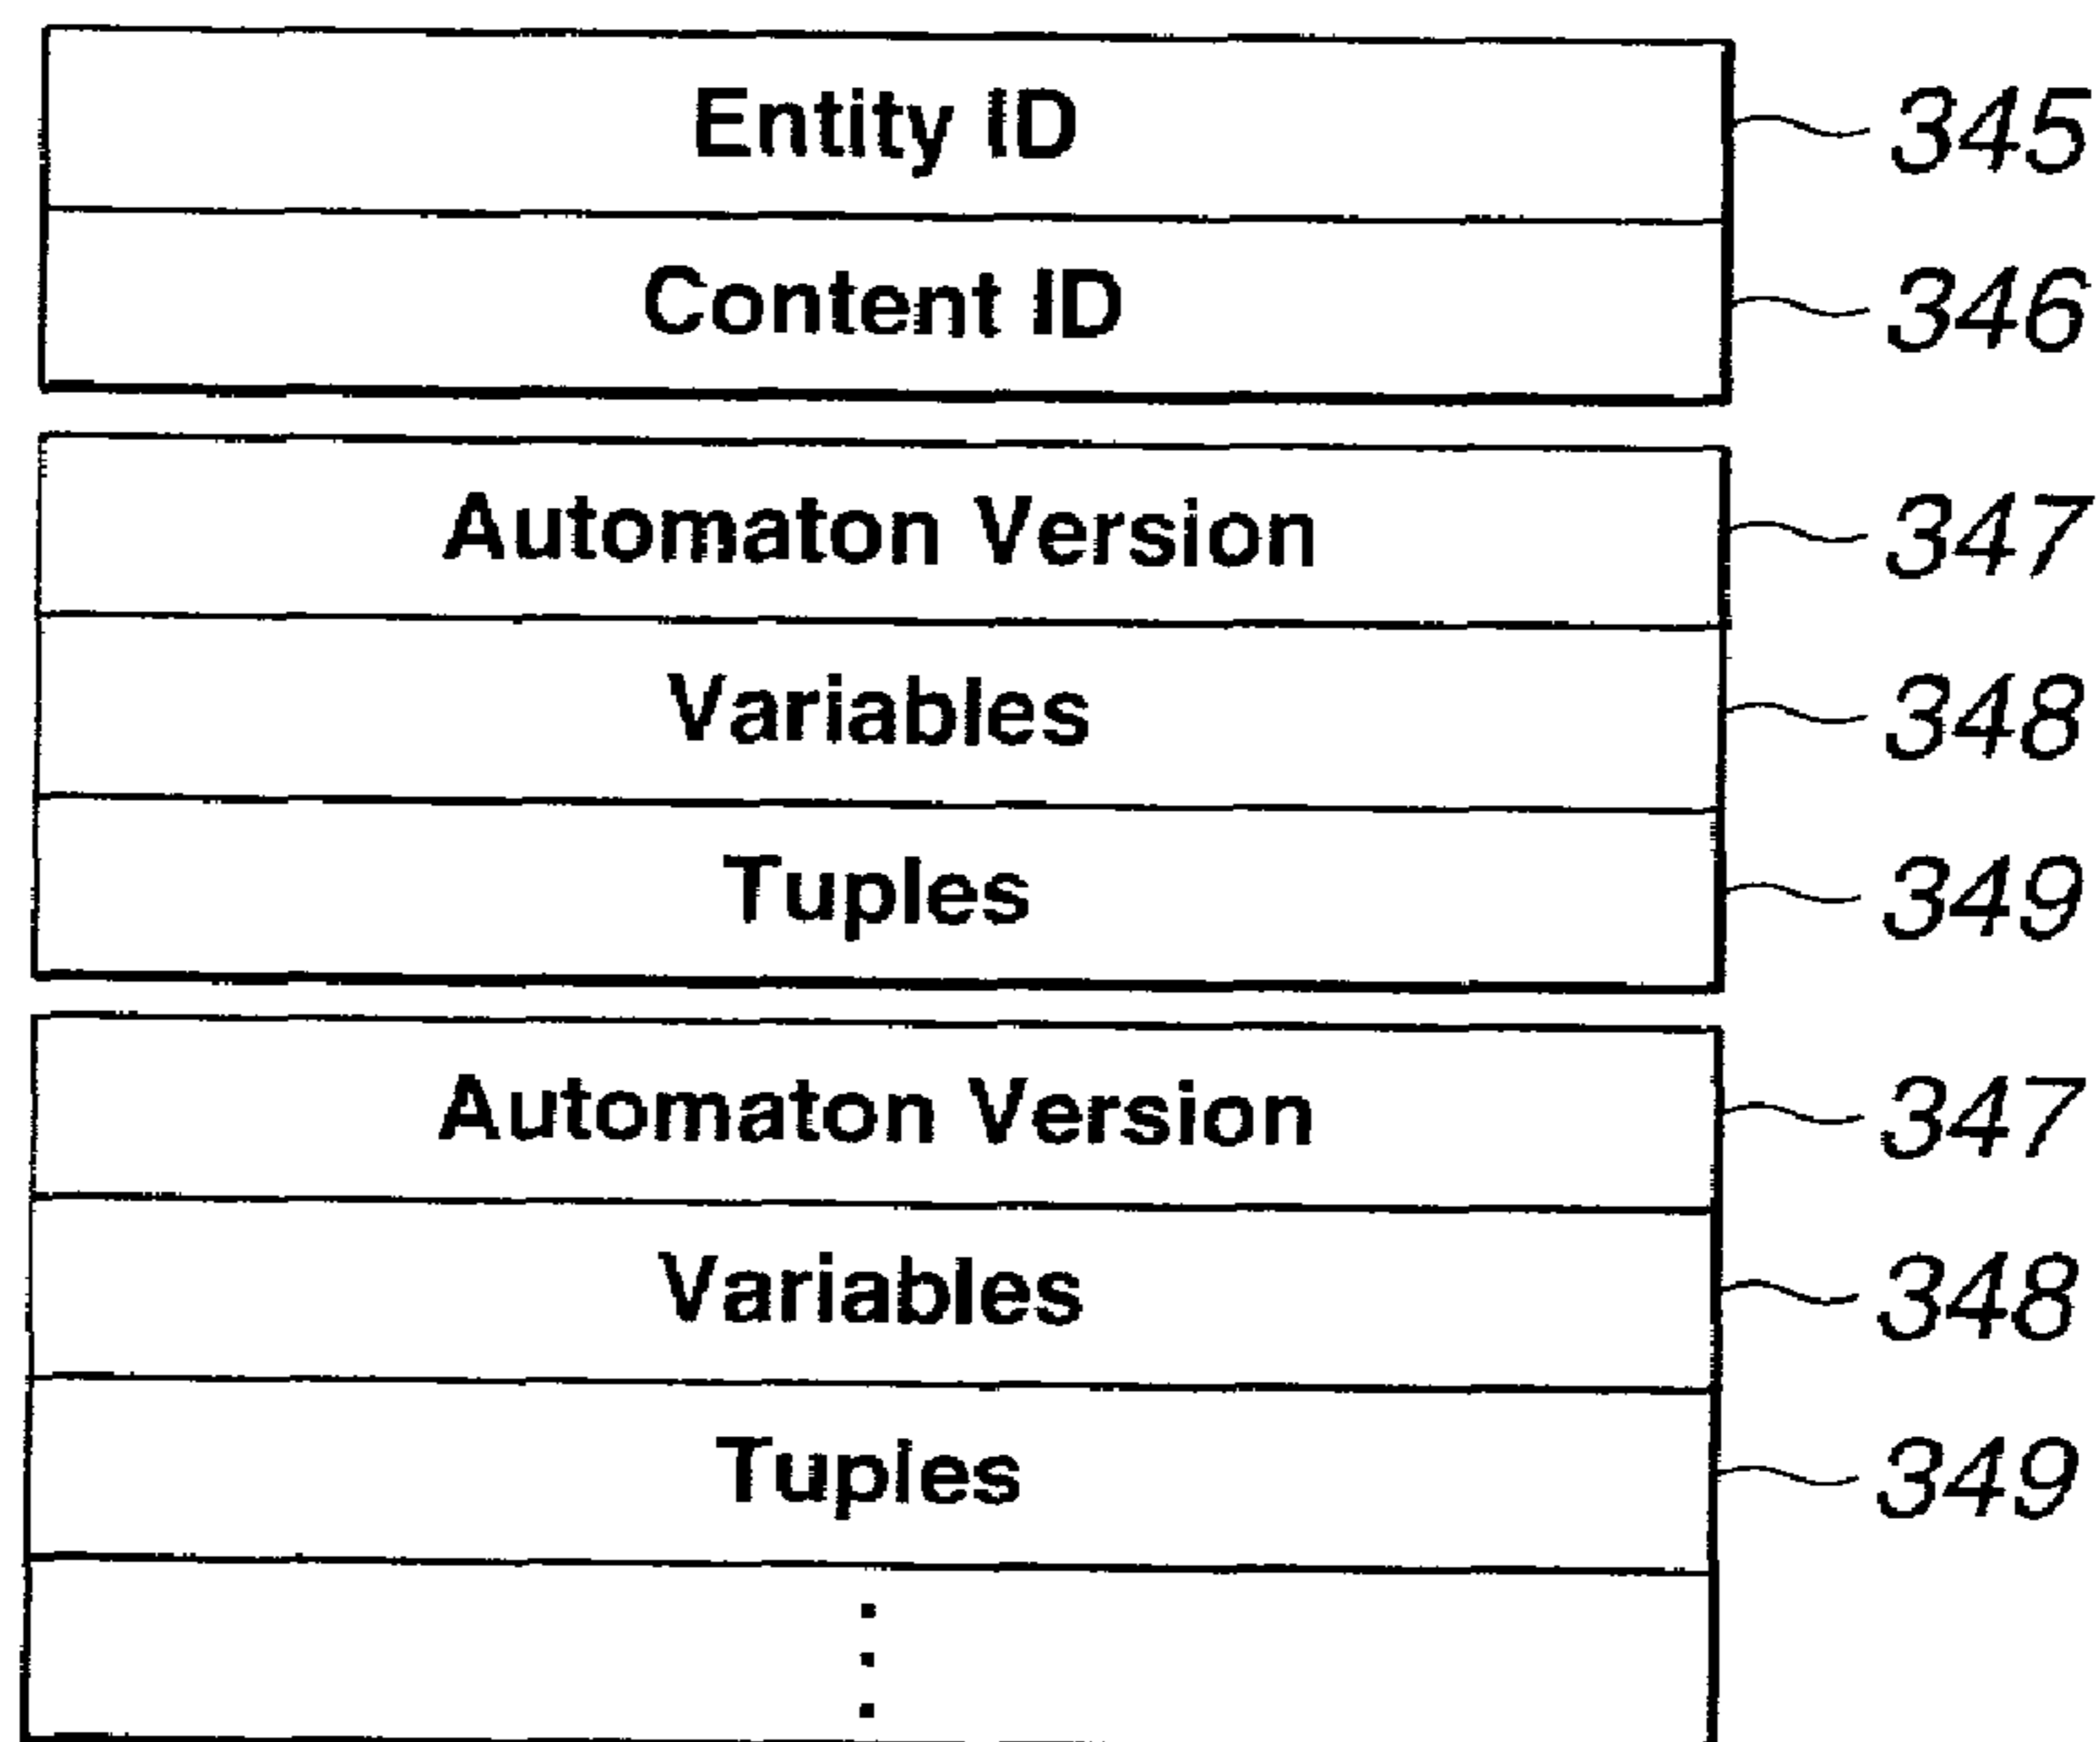 Entity ID 345
Content ID 346
Automaton Version 347
Variables 348
Tuples 349
Automaton Version 347
Variables 348
Tuples 349